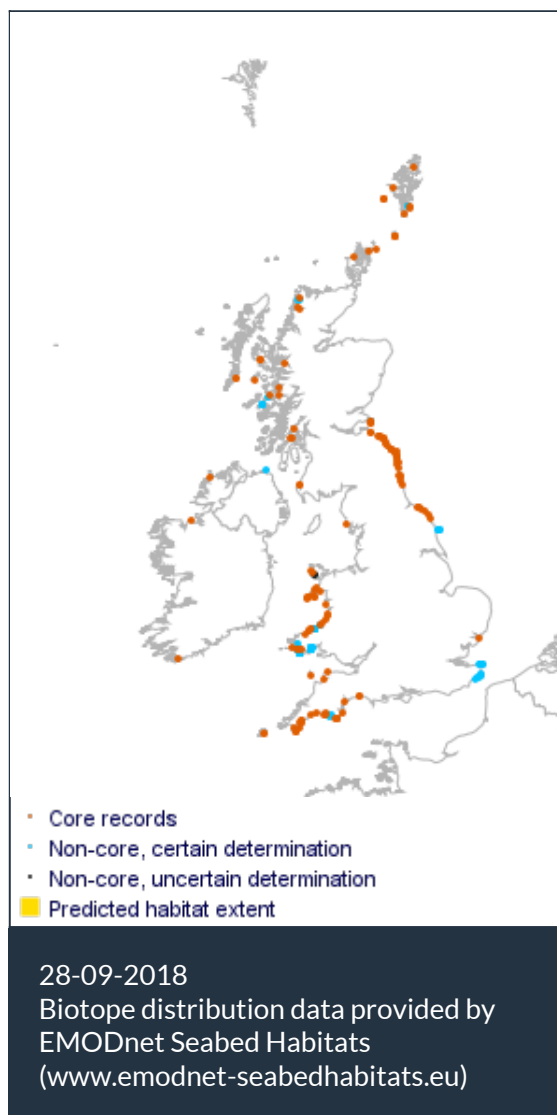 Core records
Non-core, certain determination
Non-core, uncertain determination
Predicted habitat extent
28-09-2018
Biotope distribution data provided by
EMODnet Seabed Habitats
(www.emodnet-seabedhabitats.eu)